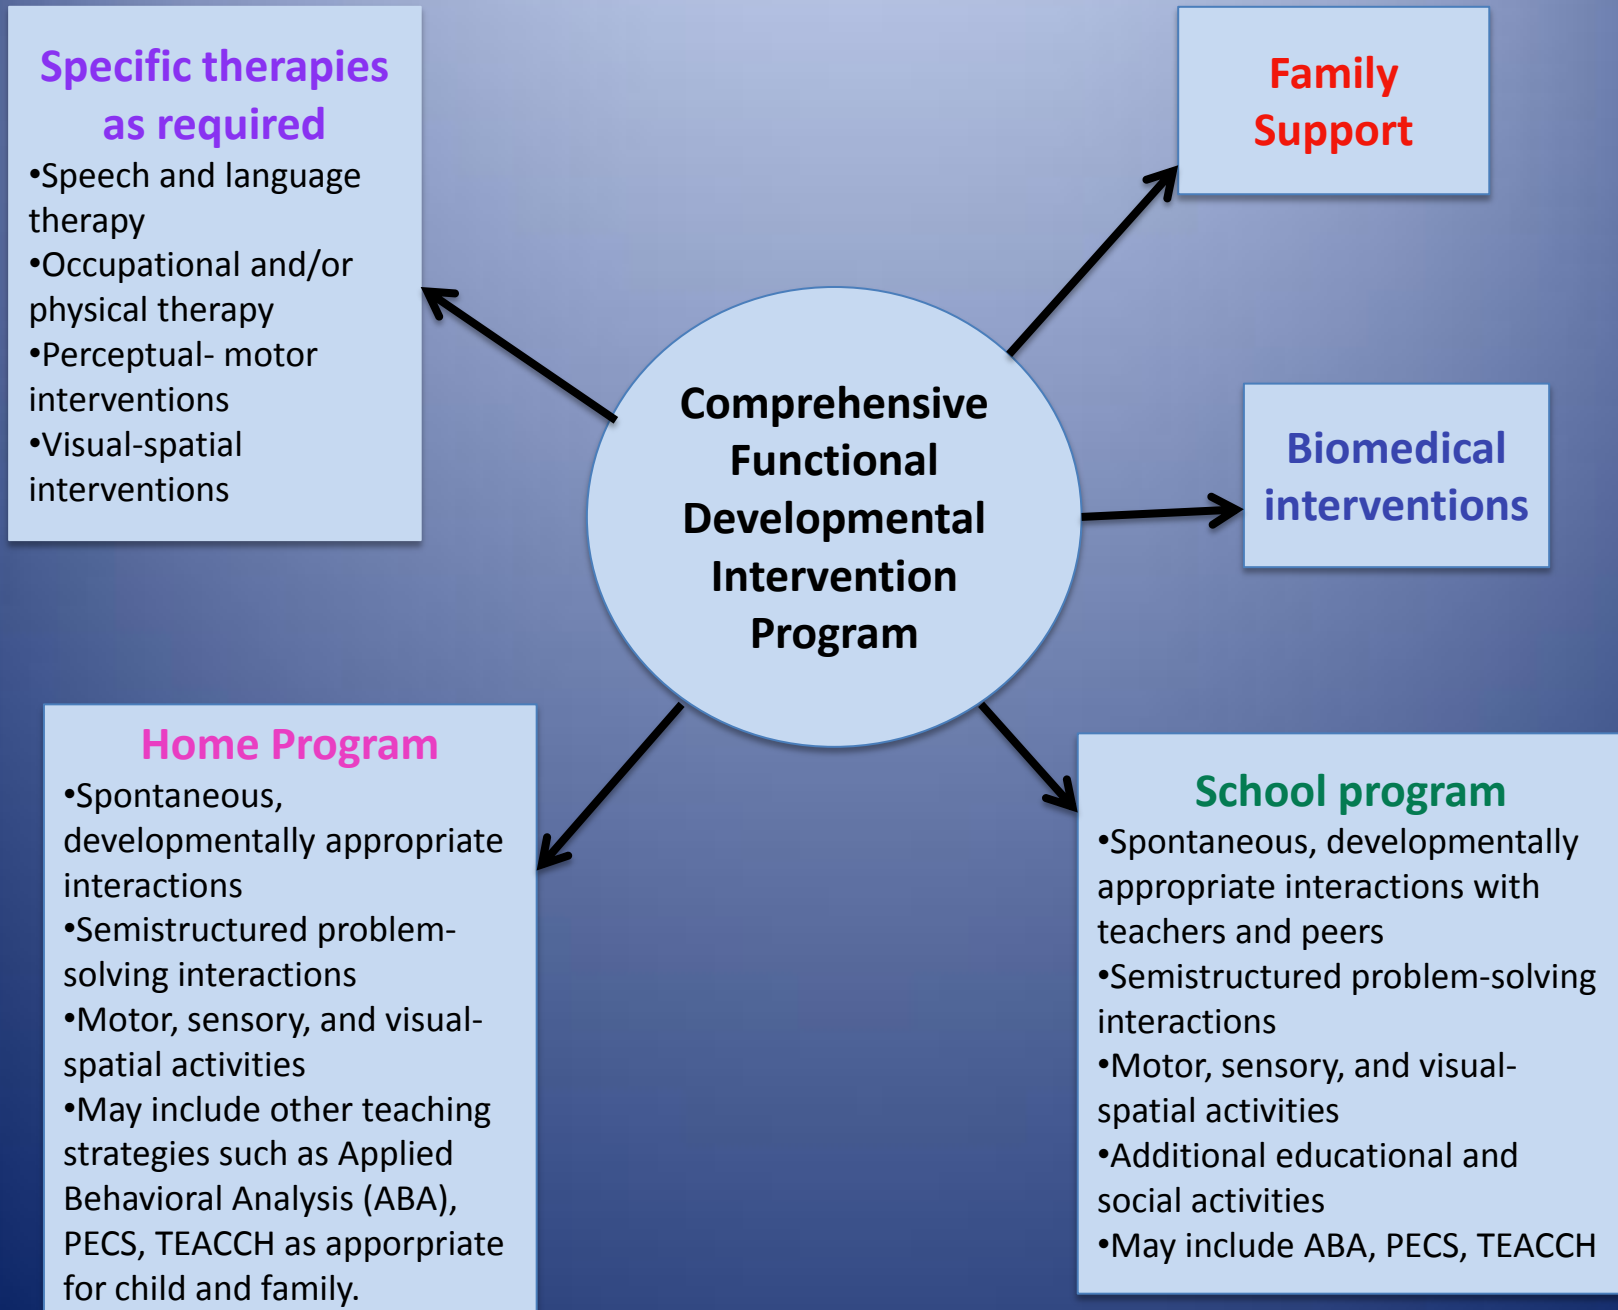 Specific therapies
as required
•Speech and language
therapy
•Occupational and/or
physical therapy
•Perceptual- motor
interventions
•Visual-spatial
interventions
Family
Support
Comprehensive
Functional
Developmental
Intervention
Program
Biomedical
interventions
Home Program
•Spontaneous,
developmentally appropriate
interactions
•Semistructured problem-
solving interactions
•Motor, sensory, and visual-
spatial activities
•May include other teaching
strategies such as Applied
Behavioral Analysis (ABA),
PECS, TEACCH as apporpriate
for child and family.
School program
•Spontaneous, developmentally
appropriate interactions with
teachers and peers
•Semistructured problem-solving
interactions
•Motor, sensory, and visual-
spatial activities
•Additional educational and
social activities
•May include ABA, PECS, TEACCH